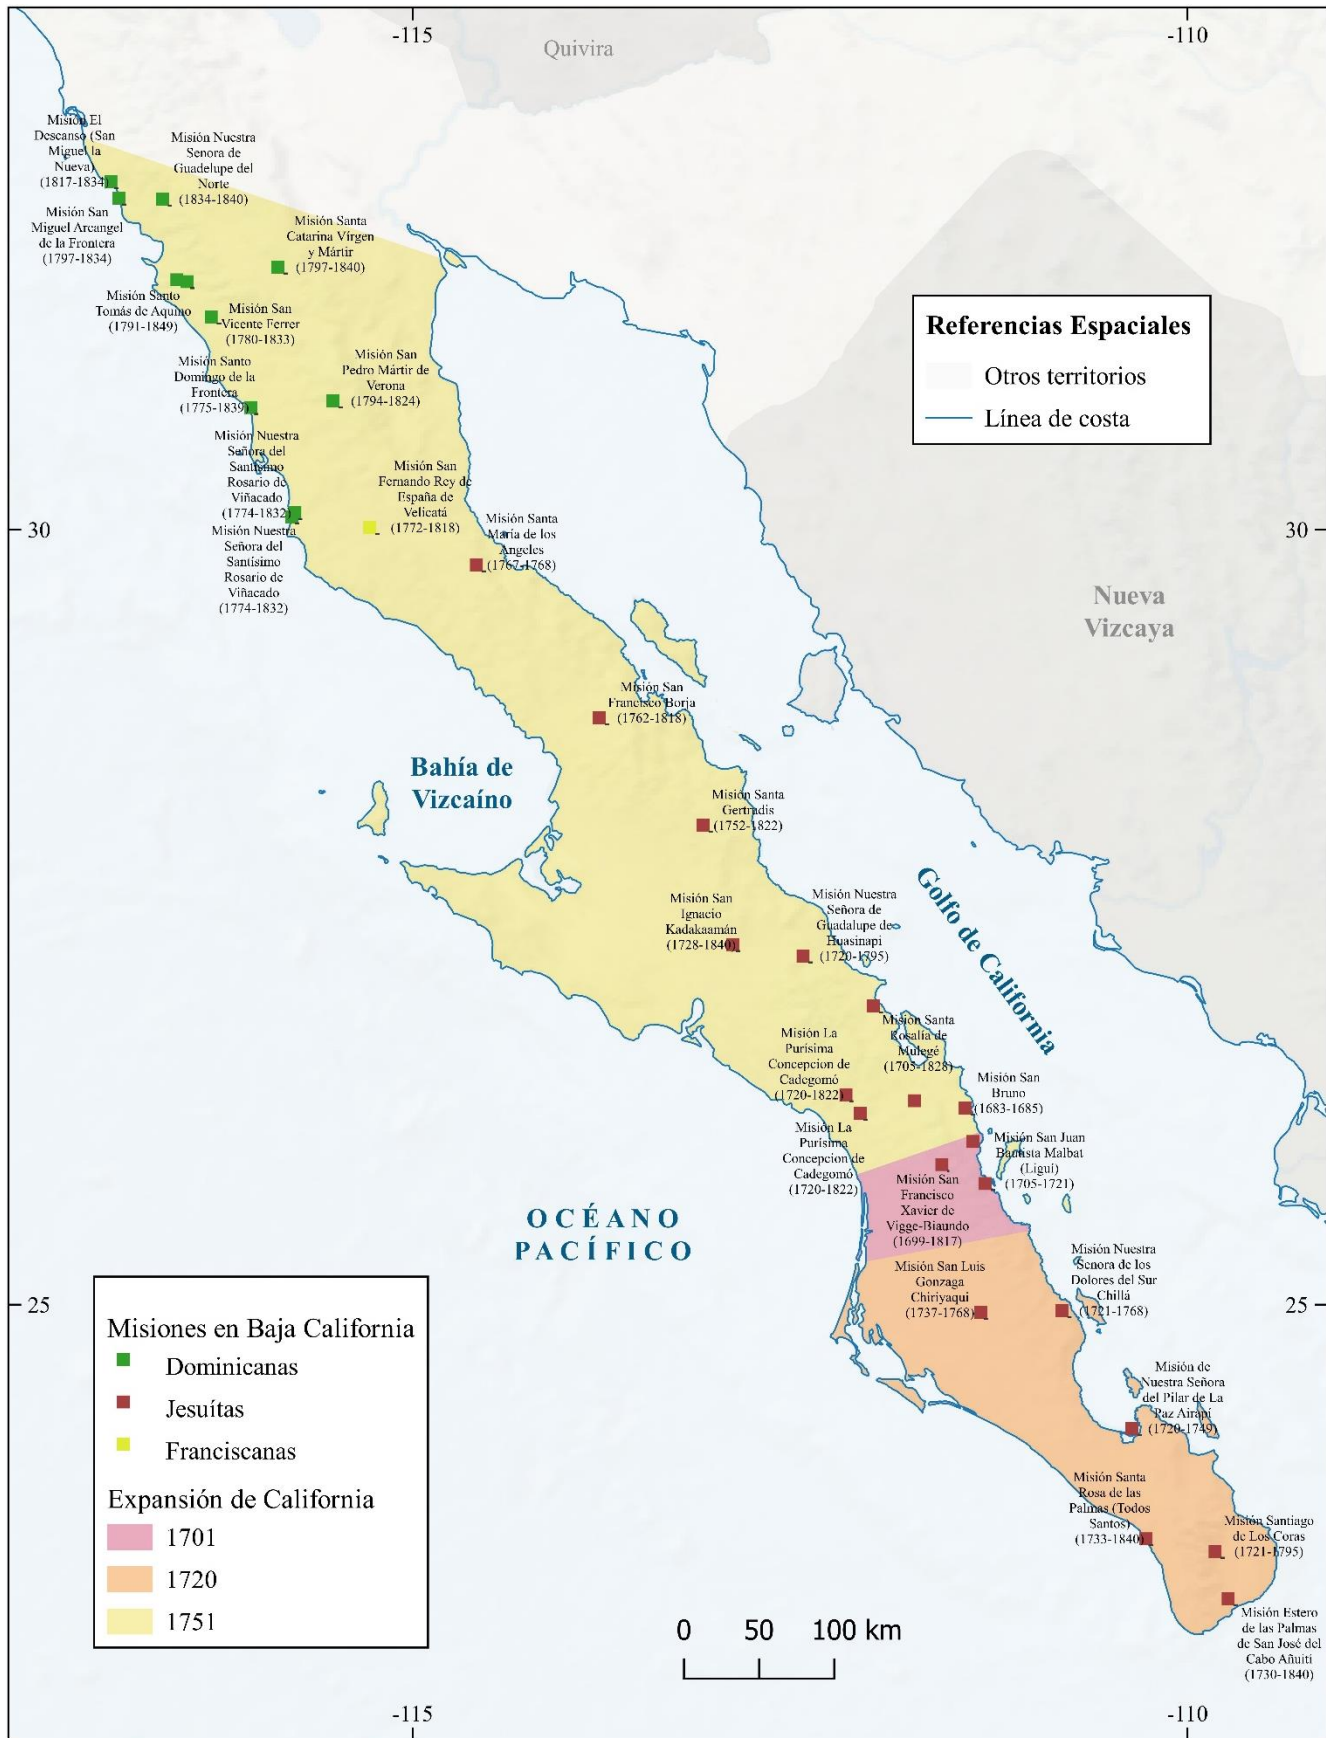 -115
-110
Quivira
Misión El
Descanso (San
Miguel la
Nueva)
(1817-1834)
Misión Nuestra
Senora de
Guadelupe del
Norte
(1834-1840)
Misión San
Miguel Arcangel
de la Frontera
(1797-1834)
Misión Santa
Catarina Vírgen
y Mártir
(1797-1840)
Misión Santo
Tomás de Aquino
(1791-1849)
Misión San
Vicente Ferrer
(1780-1833)
Misión Santo
Domingo de la
Frontera
(1775-1839)
Misión San
Pedro Mártir de
Verona
(1794-1824)
Misión Nuestra
Señora del
Santísimo
Rosario de
Viñacado
(1774-1832)
Misión Nuestra
Señora del
Santísimo
Rosario de
Viñacado
(1774-1832)
Misión San
Fernando Rey de
España de
Velicatá
(1772-1818)
Misión Santa
María de los
Angeles
(1767-1768)
Referencias Espaciales
Otros territorios
Línea de costa
30
30
Nueva
Vizcaya
Misión San
Francisco Borja
(1762-1818)
Bahía de
Vizcaíno
Misión Santa
Gertradis
(1752-1822)
Misión San
Ignacio
Kadakaamán
(1728-1840)
Misión Nuestra
Señora de
Guadalupe de
Huasinapi
(1720-1795)
Golfo de California
Misión Santa
Rosalía de
Mulegé
(1705-1828)
Misión La
Purísima
Concepcion de
Cadegomó
(1720-1822)
Misión San
Bruno
(1683-1685)
Misión La
Purísima
Concepcion de
Cadegomó
(1720-1822)
Misión San Juan
Bautista Malbat
(Liguí)
(1705-1721)
Misión San
Francisco
Xavier de
Vigge-Biaundo
(1699-1817)
OCÉANO
PACÍFICO
Misión San Luis
Gonzaga
Chiriyaqui
(1737-1768)
Misión Nuestra
Senora de los
Dolores del Sur
Chillá
(1721-1768)
25
25
Misión de
Nuestra Señora
del Pilar de La
Paz Airapí
(1720-1749)
Misión Santa
Rosa de las
Palmas (Todos
Santos)
(1733-1840)
Misión Santiago
de Los Coras
(1721-1795)
Misión Estero
de las Palmas
de San José del
Cabo Añuiti
(1730-1840)
Misiones en Baja California
Dominicanas
Jesuítas
Franciscanas
Expansión de California
1701
1720
1751
0 50 100 km
-115
-110